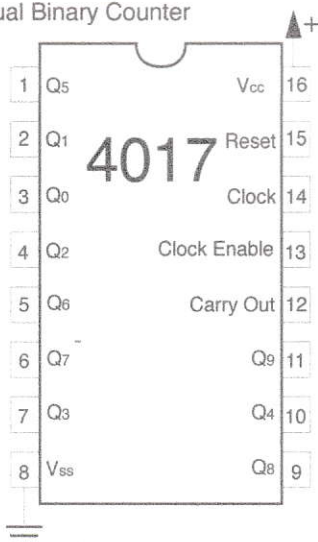 Binary Counter
+
1 Q5 Vcc 16
2 Q1 4017 Reset 15
3 Q0 Clock 14
4 Q2 Clock Enable 13
5 Q6 Carry Out 12
6 Q7 Q9 11
7 Q3 Q4 10
8 Vss Q8 9